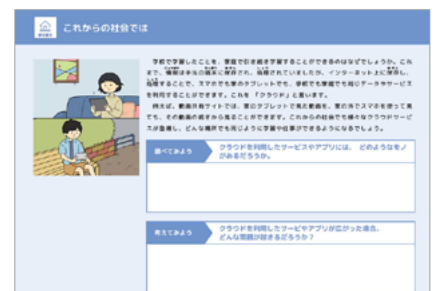 これからの社会では
学校で学習したことを、家庭で引き続き学習することができるのはなぜでしょうか。これ
まで、情報は手元の端末に保存され、処理されていましたが、インターネット上に保存し、
処理することで、スマホでも家のタブレットでも、学校でも家庭でも同じデータやサービス
を利用することができます。これを「クラウド」と言います。
例えば、動画共有サイトでは、家のタブレットで見た動画を、家の外でスマホを使って見
ても、その動画の続きから見ることができます。これからの社会でも様々なクラウドサービ
スが登場し、どんな場所でも同じように学習や仕事ができるようになるでしょう。
調べてみよう
クラウドを利用したサービスやアプリには、どのようなモノ
があるだろうか。
考えてみよう
クラウドを利用したサービやアプリが広がった場合、
どんな問題が起きるだろうか？